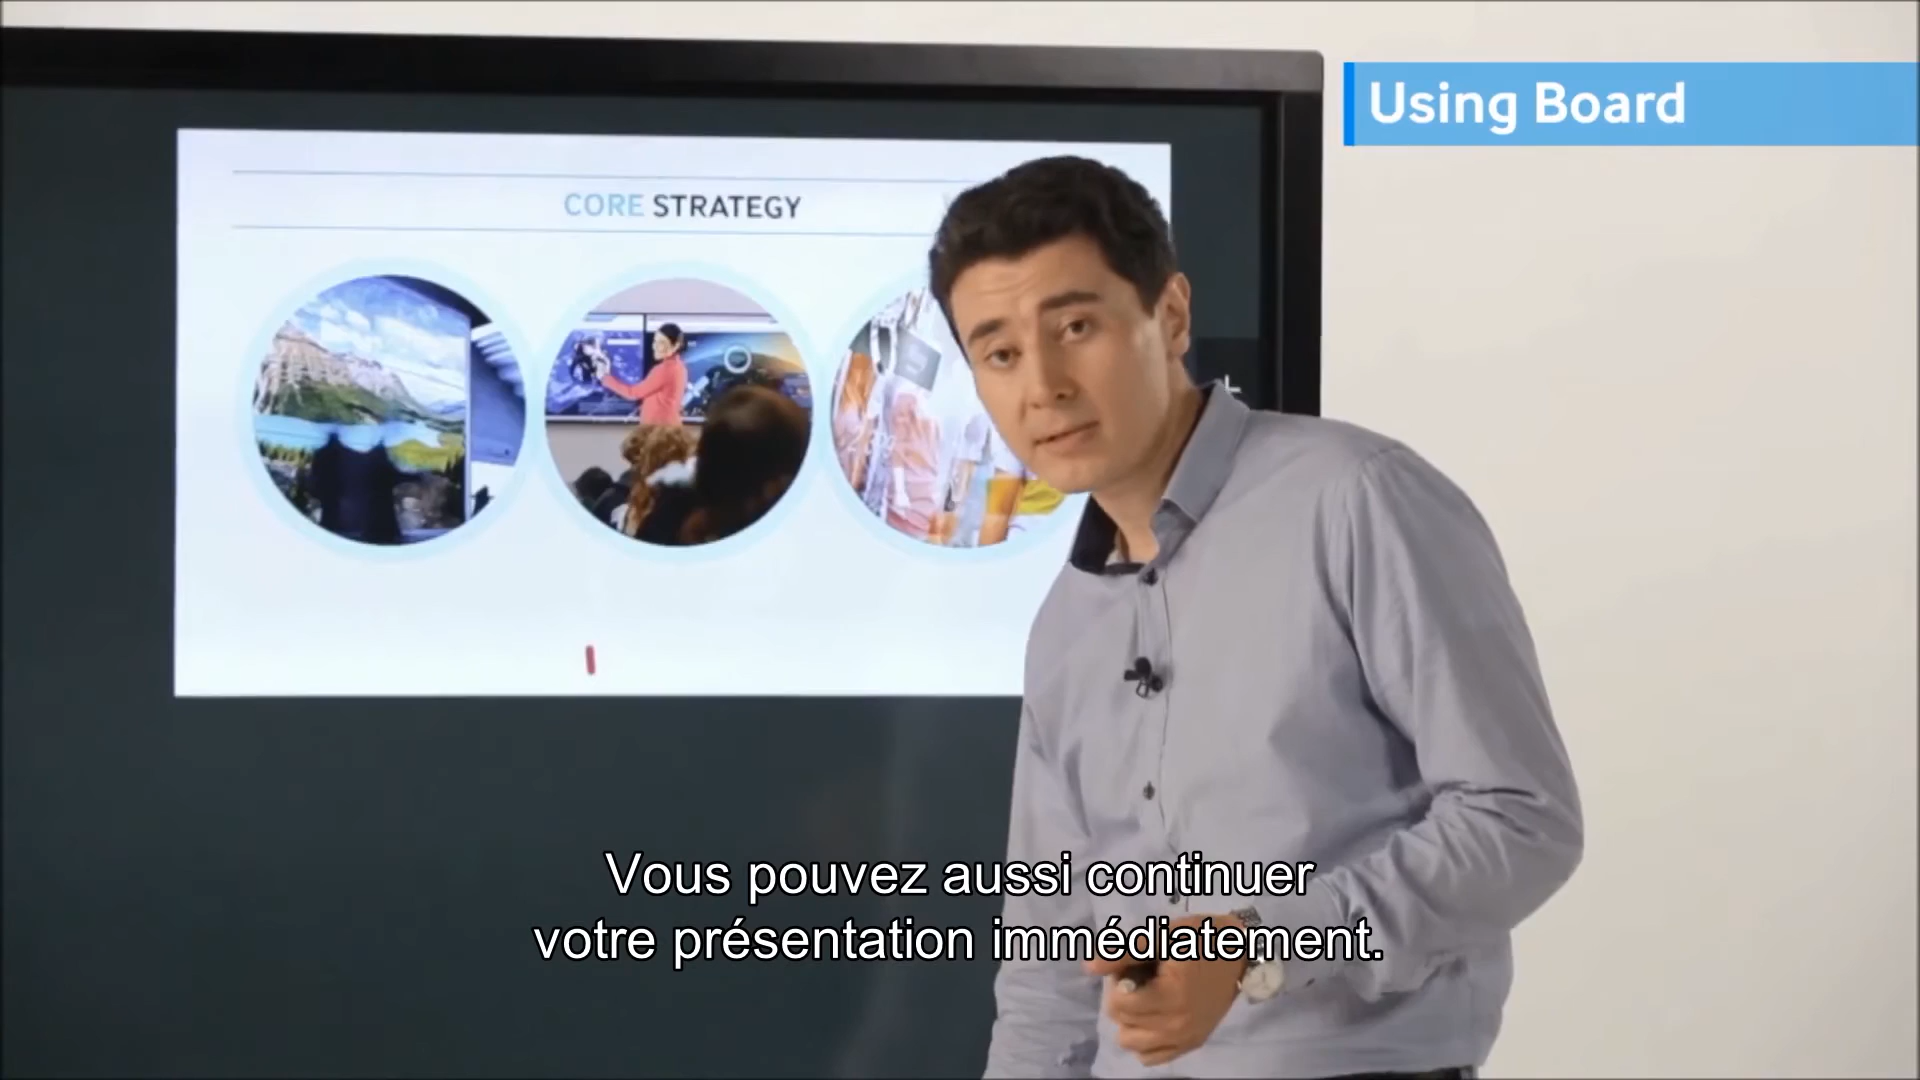 Using Board
CORE STRATEGY
Vous pouvez aussi continuer
votre présentation immédiatement.